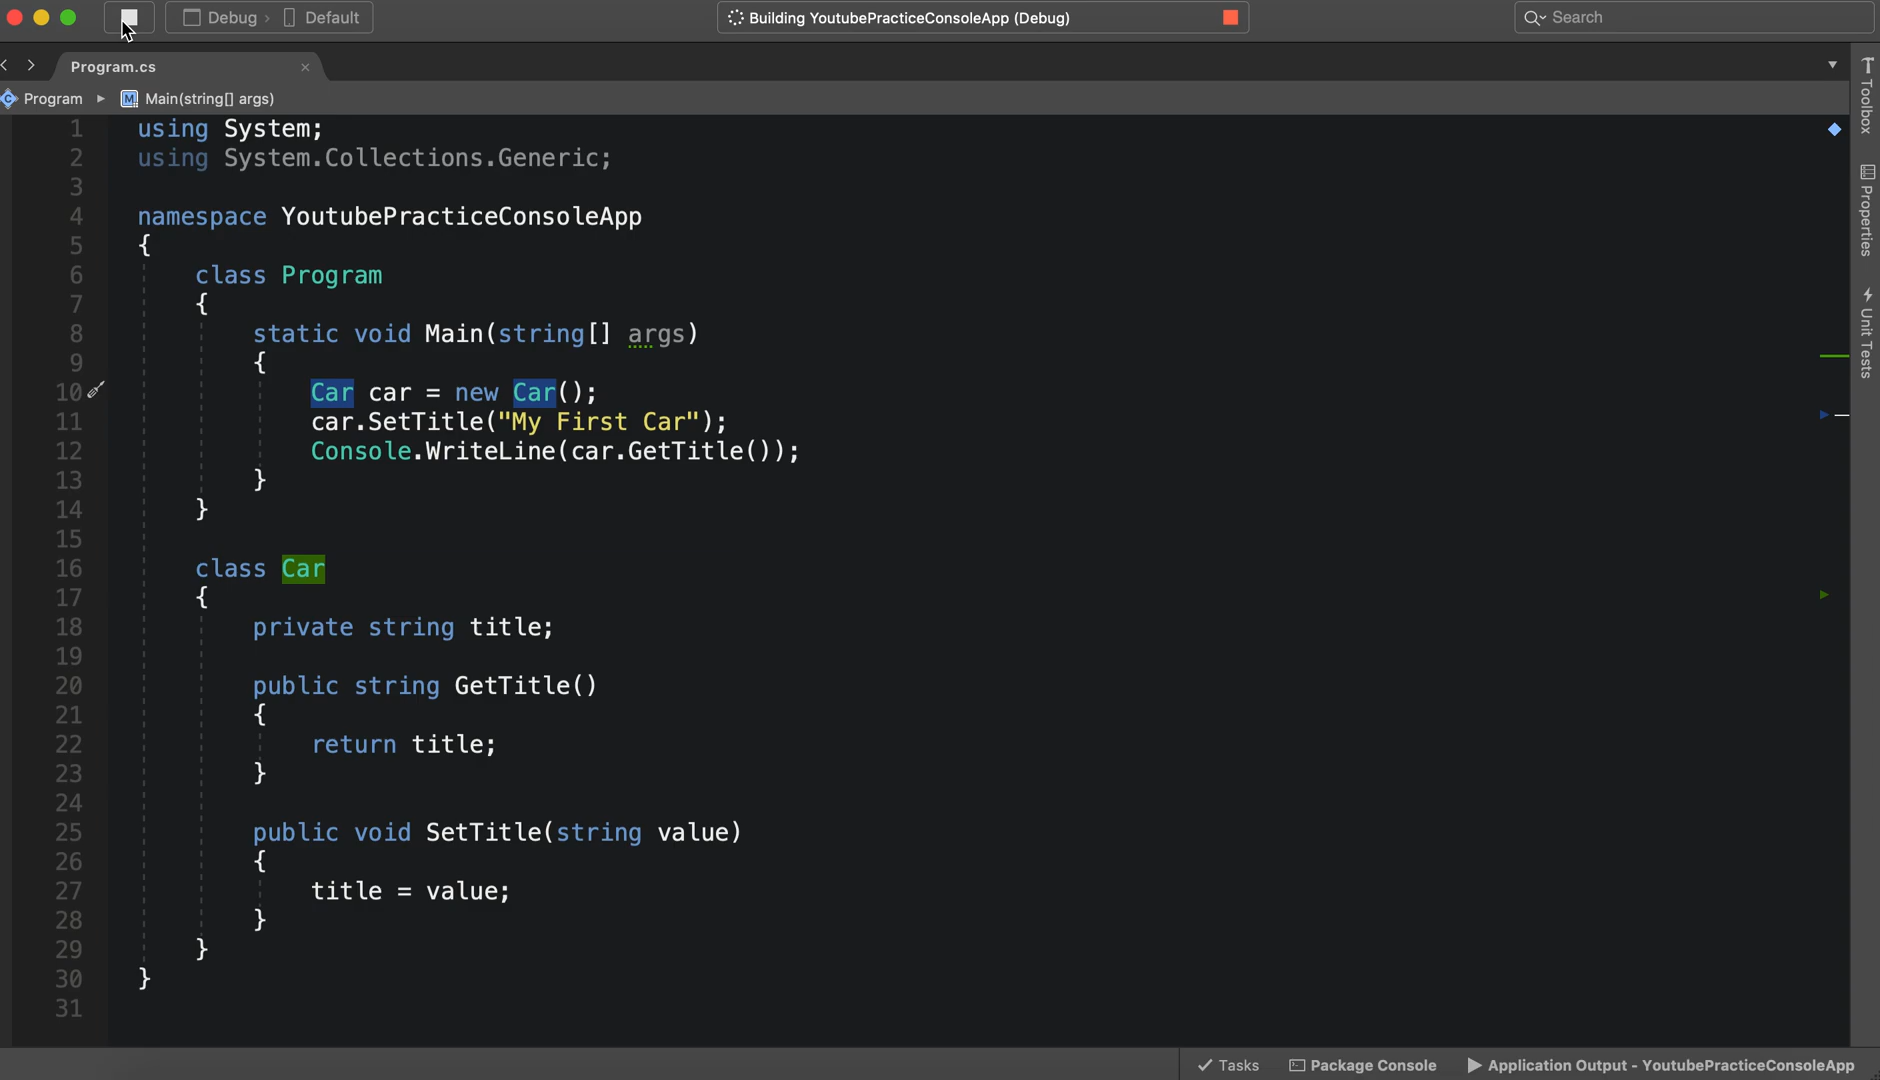 Debug › Default
Building YoutubePracticeConsoleApp (Debug)
Search
Program.cs
Program ▸ M Main(string[] args)
Toolbox
Properties
Unit Tests
1 using System;
2 using System.Collections.Generic;
3
4 namespace YoutubePracticeConsoleApp
5 {
6 class Program
7 {
8 static void Main(string[] args)
9 {
10 Car car = new Car();
11 car.SetTitle("My First Car");
12 Console.WriteLine(car.GetTitle());
13 }
14 }
15
16 class Car
17 {
18 private string title;
19
20 public string GetTitle()
21 {
22 return title;
23 }
24
25 public void SetTitle(string value)
26 {
27 title = value;
28 }
29 }
30 }
31
Tasks
Package Console
Application Output - YoutubePracticeConsoleApp